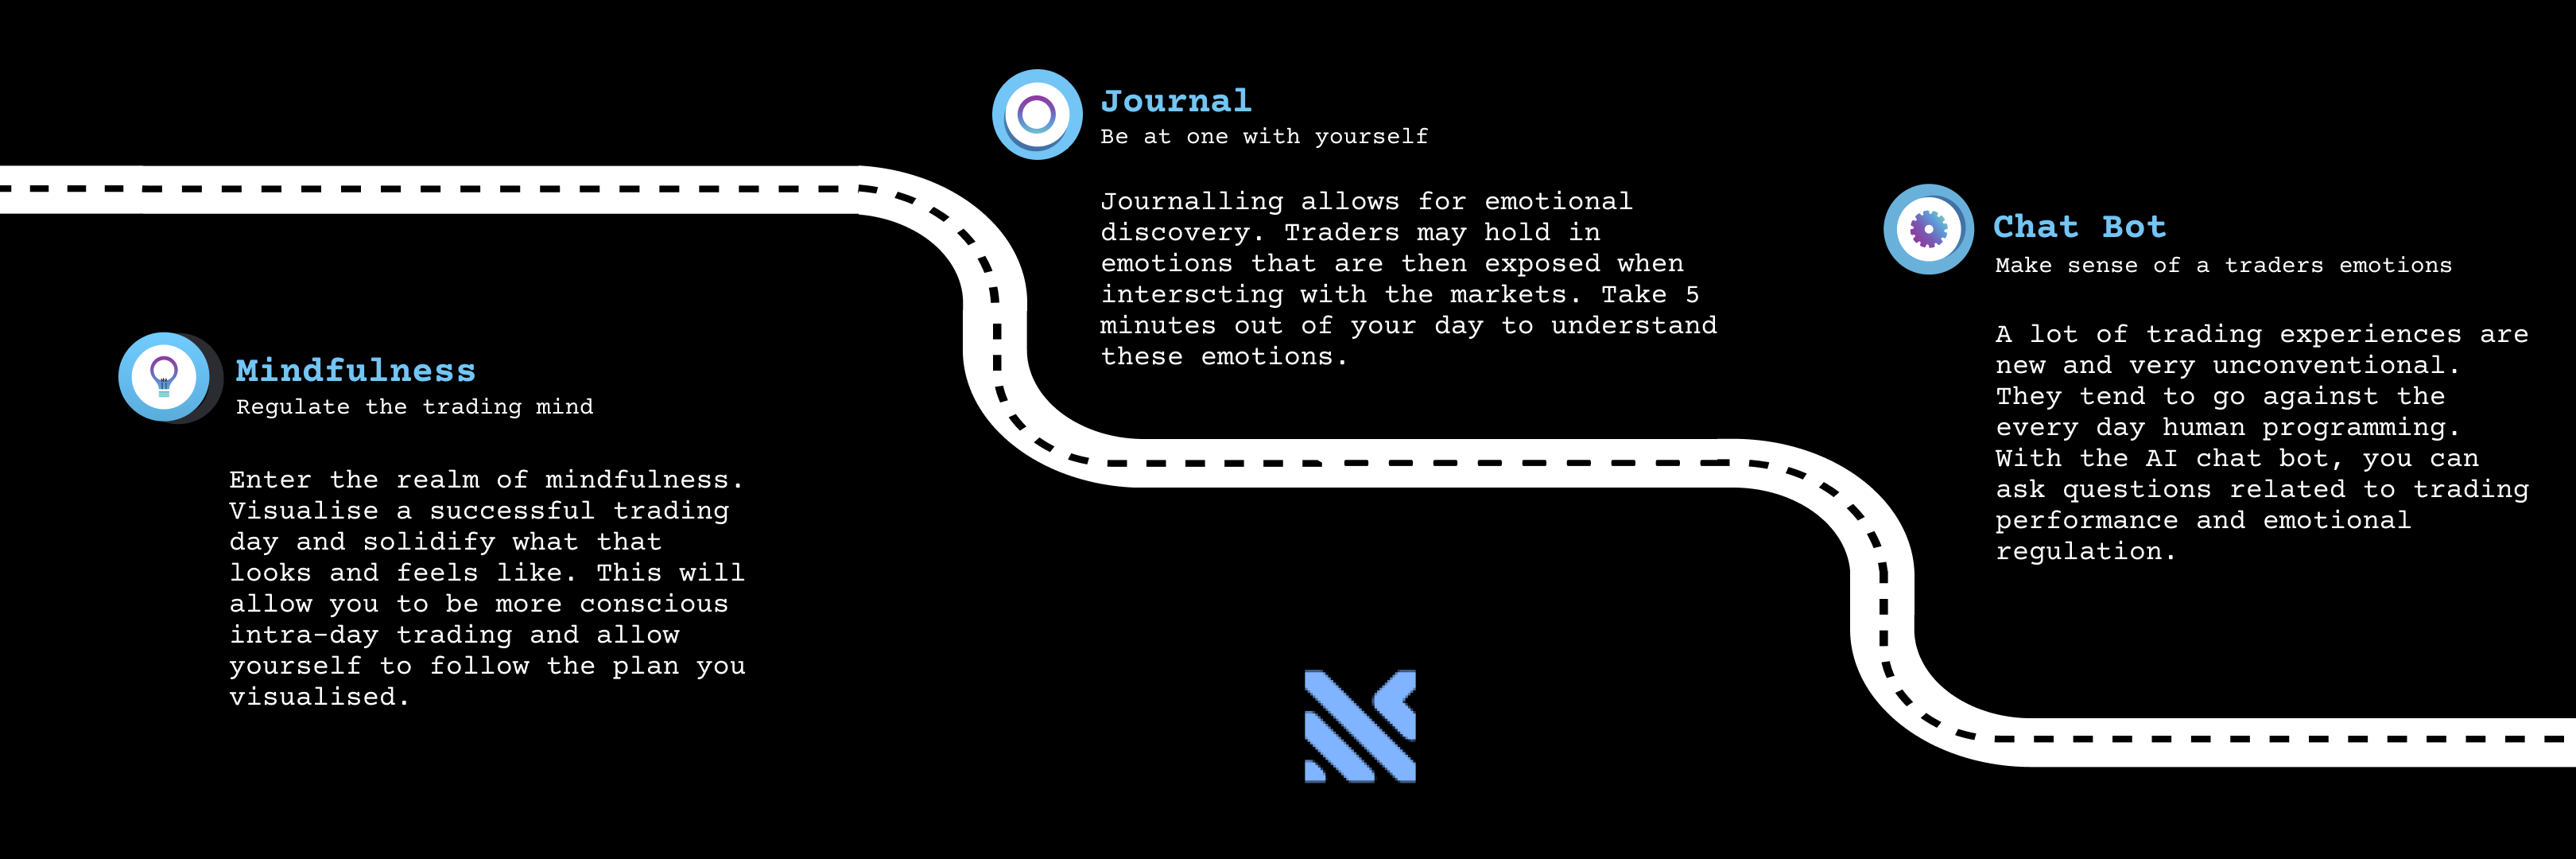 Mindfulness
Regulate the trading mind
Enter the realm of mindfulness.
Visualise a successful trading
day and solidify what that
looks and feels like. This will
allow you to be more conscious
intra-day trading and allow
yourself to follow the plan you
visualised.
Journal
Be at one with yourself
Journalling allows for emotional
discovery. Traders may hold in
emotions that are then exposed when
interscting with the markets. Take 5
minutes out of your day to understand
these emotions.
Chat Bot
Make sense of a traders emotions
A lot of trading experiences are
new and very unconventional.
They tend to go against the
every day human programming.
With the AI chat bot, you can
ask questions related to trading
performance and emotional
regulation.